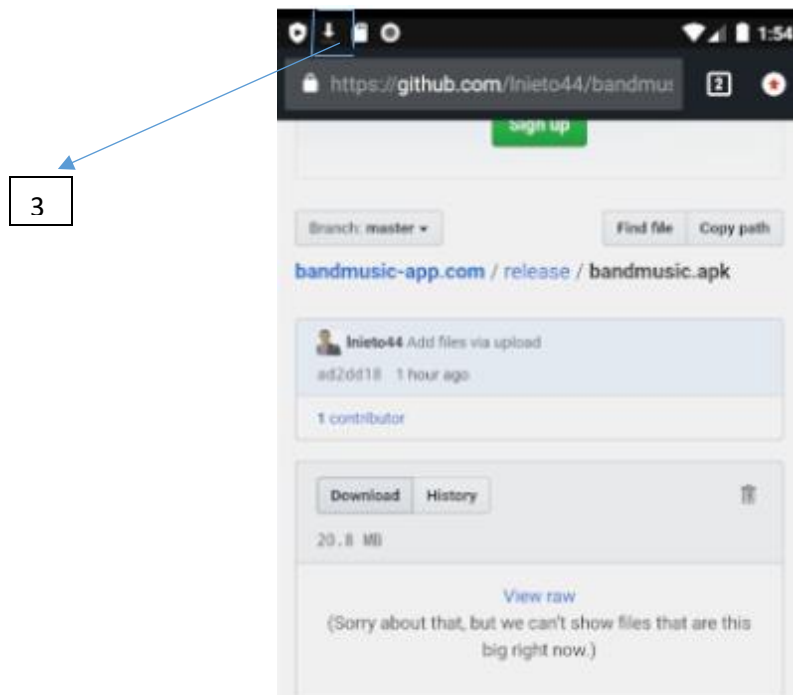 1:54
https://github.com/lnieto44/bandmus
2
Sign up
3
Branch: master
Find file
Copy path
bandmusic-app.com / release / bandmusic.apk
lnieto44 Add files via upload
ad2dd18 1 hour ago
1 contributor
Download
History
20.8 MB
View raw
(Sorry about that, but we can't show files that are this
big right now.)